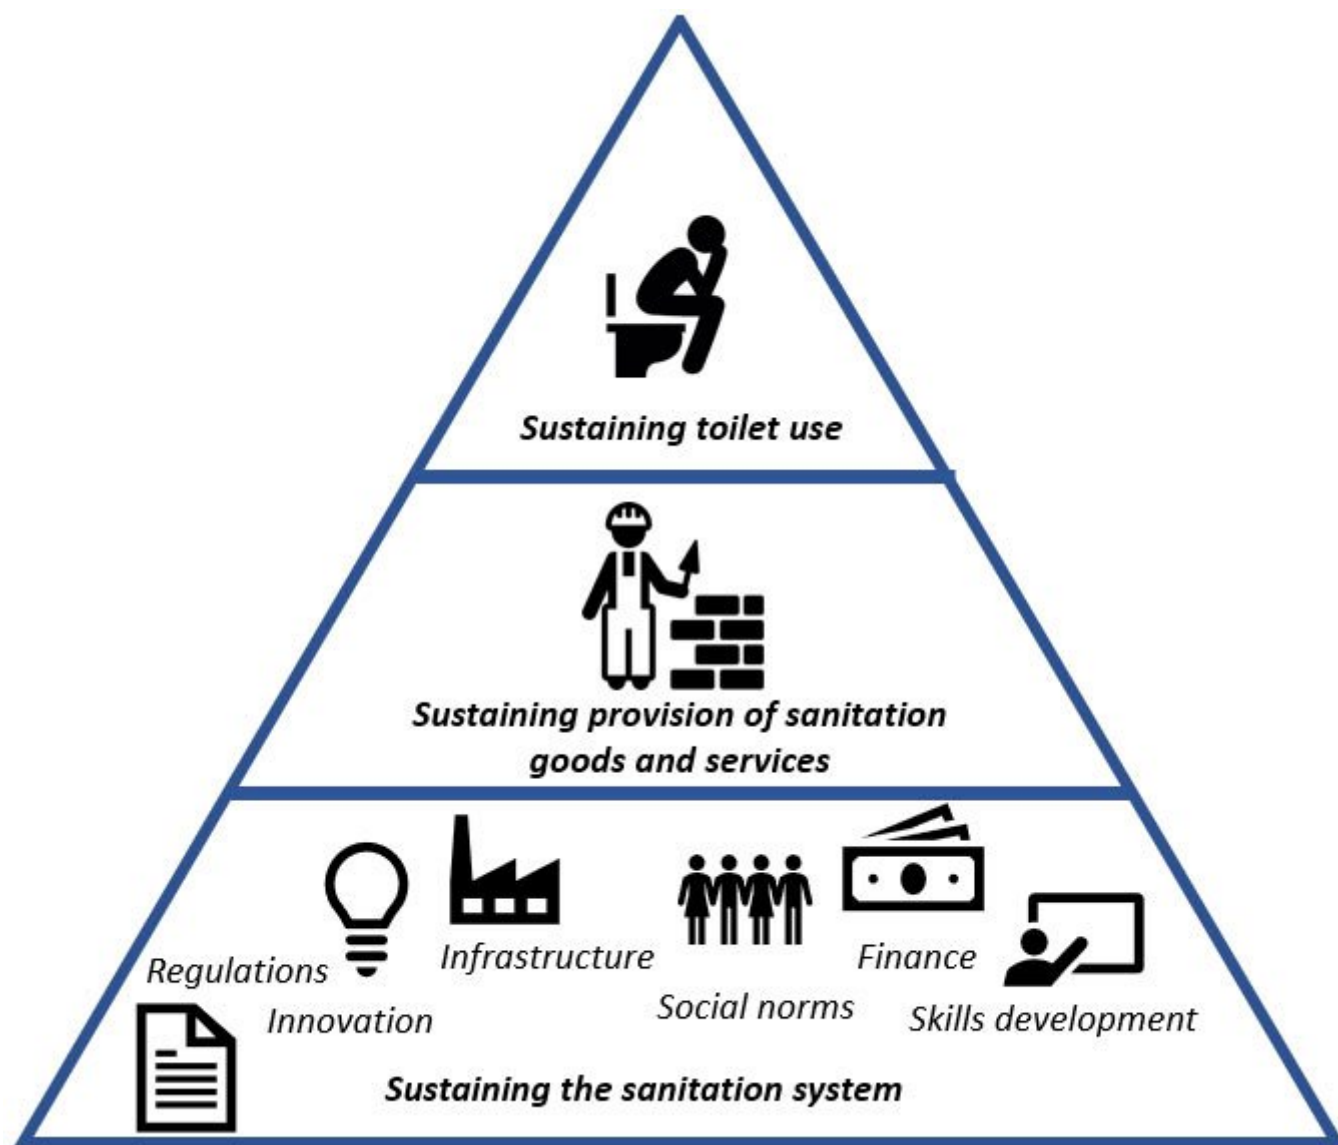 Sustaining toilet use
Sustaining provision of sanitation
goods and services
Regulations
Innovation
Infrastructure
Social norms
Finance
Skills development
Sustaining the sanitation system